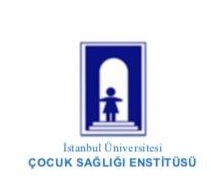 İstanbul Üniversitesi
ÇOCUK SAĞLIĞI ENSTİTÜSÜ